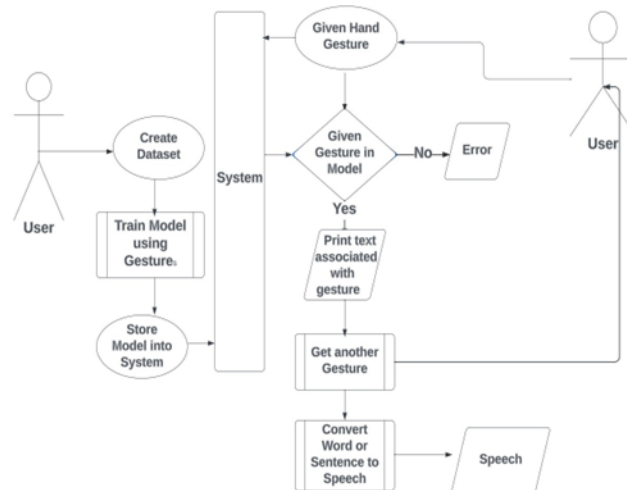 Given Hand
Gesture
User
Create
Dataset
System
Given
Gesture in
Model
No
Error
User
Yes
Train Model
using
Gestures
Print text
associated
with
gesture
Store
Model into
System
Get another
Gesture
Convert
Word or
Sentence to
Speech
Speech